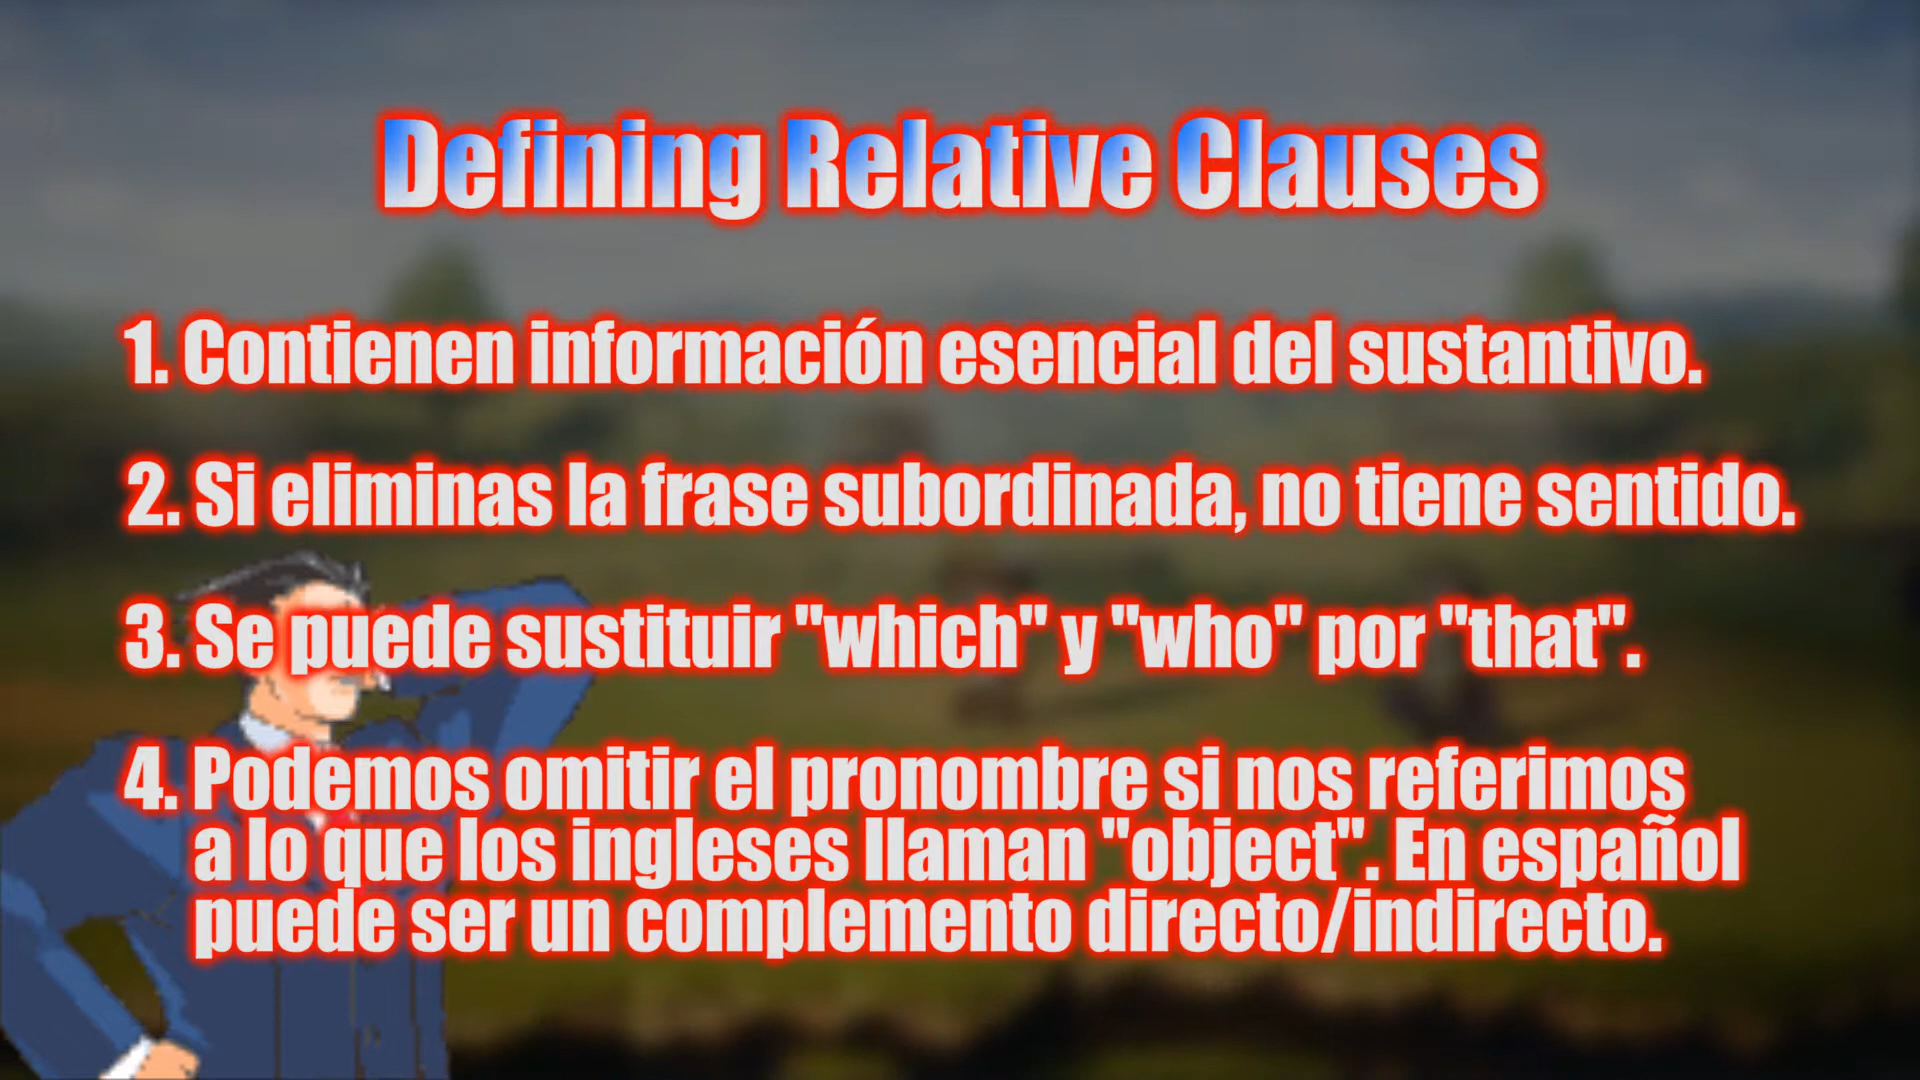 Defining Relative Clauses
1. Contienen información esencial del sustantivo.
2. Si eliminas la frase subordinada, no tiene sentido.
3. Se puede sustituir "which" y "who" por "that".
4. Podemos omitir el pronombre si nos referimos
a lo que los ingleses llaman "object". En español
puede ser un complemento directo/indirecto.